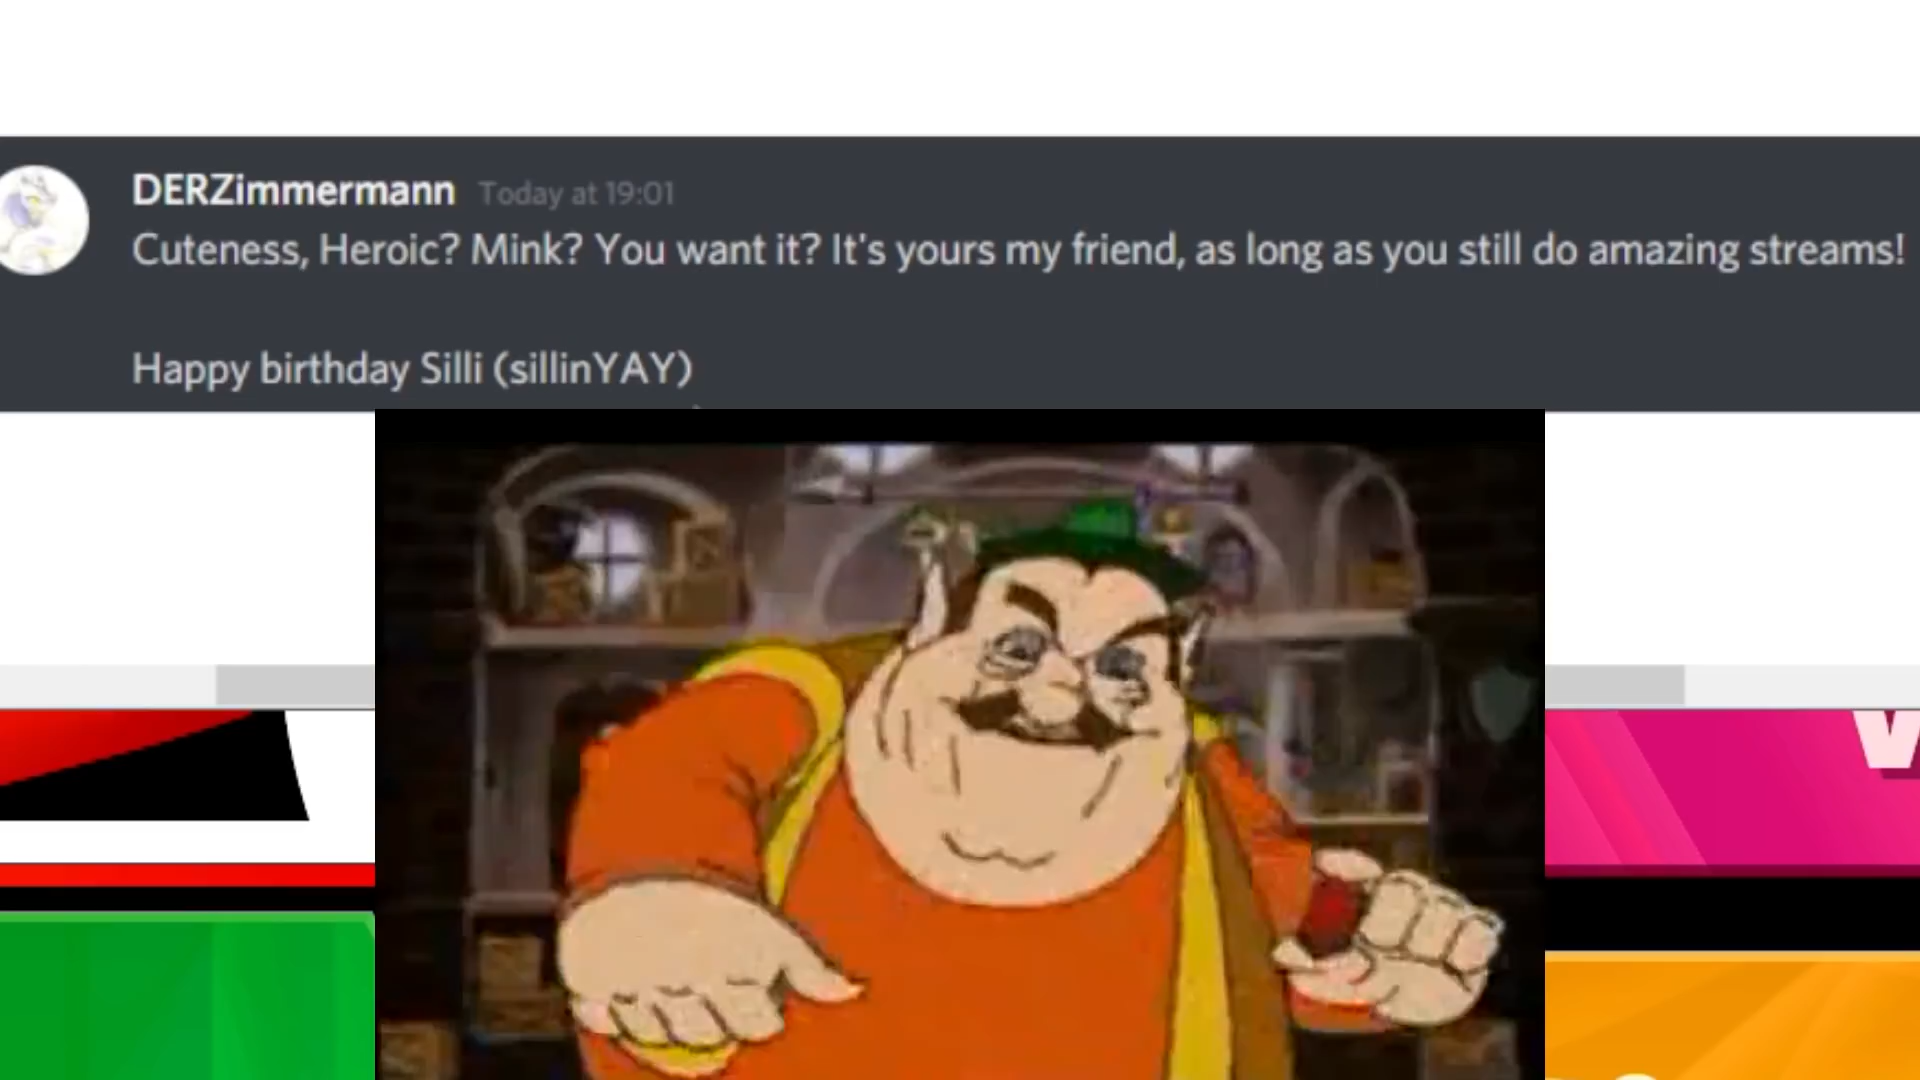 DERZimmermann Today at 19:01
Cuteness, Heroic? Mink? You want it? It's yours my friend, as long as you still do amazing streams!
Happy birthday Silli (sillinYAY)